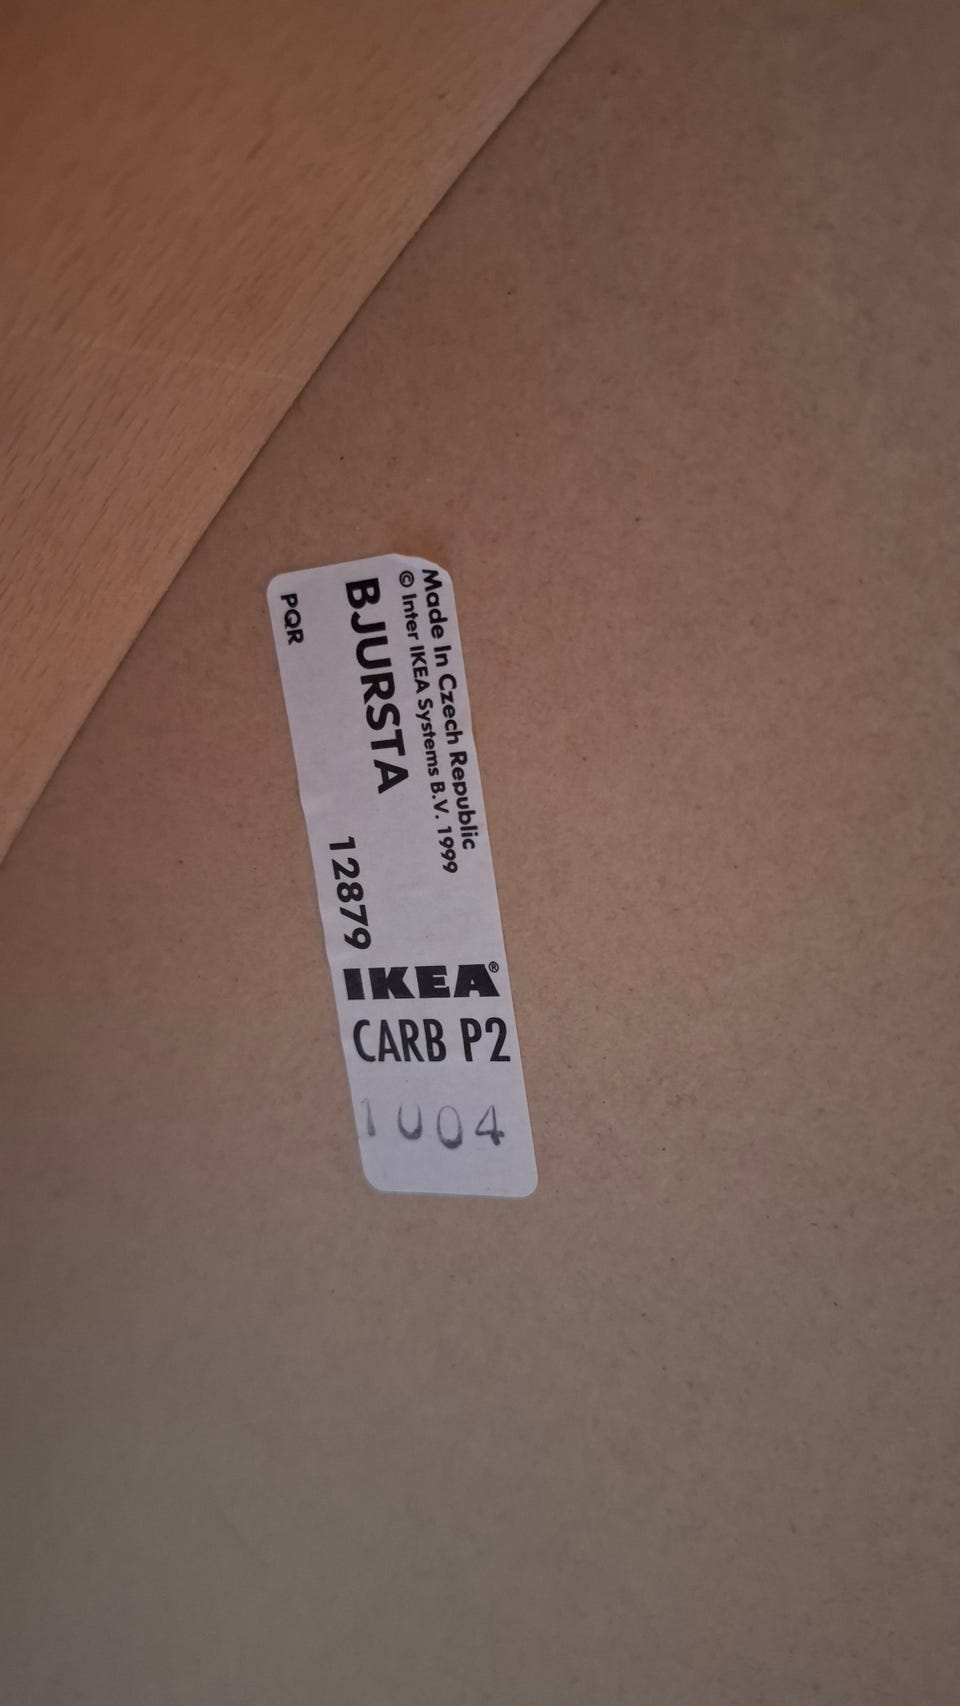 Made In Czech Republic
© Inter IKEA Systems B.V. 1999
BJURSTA
12879
PQR
IKEA®
CARB P2
1004